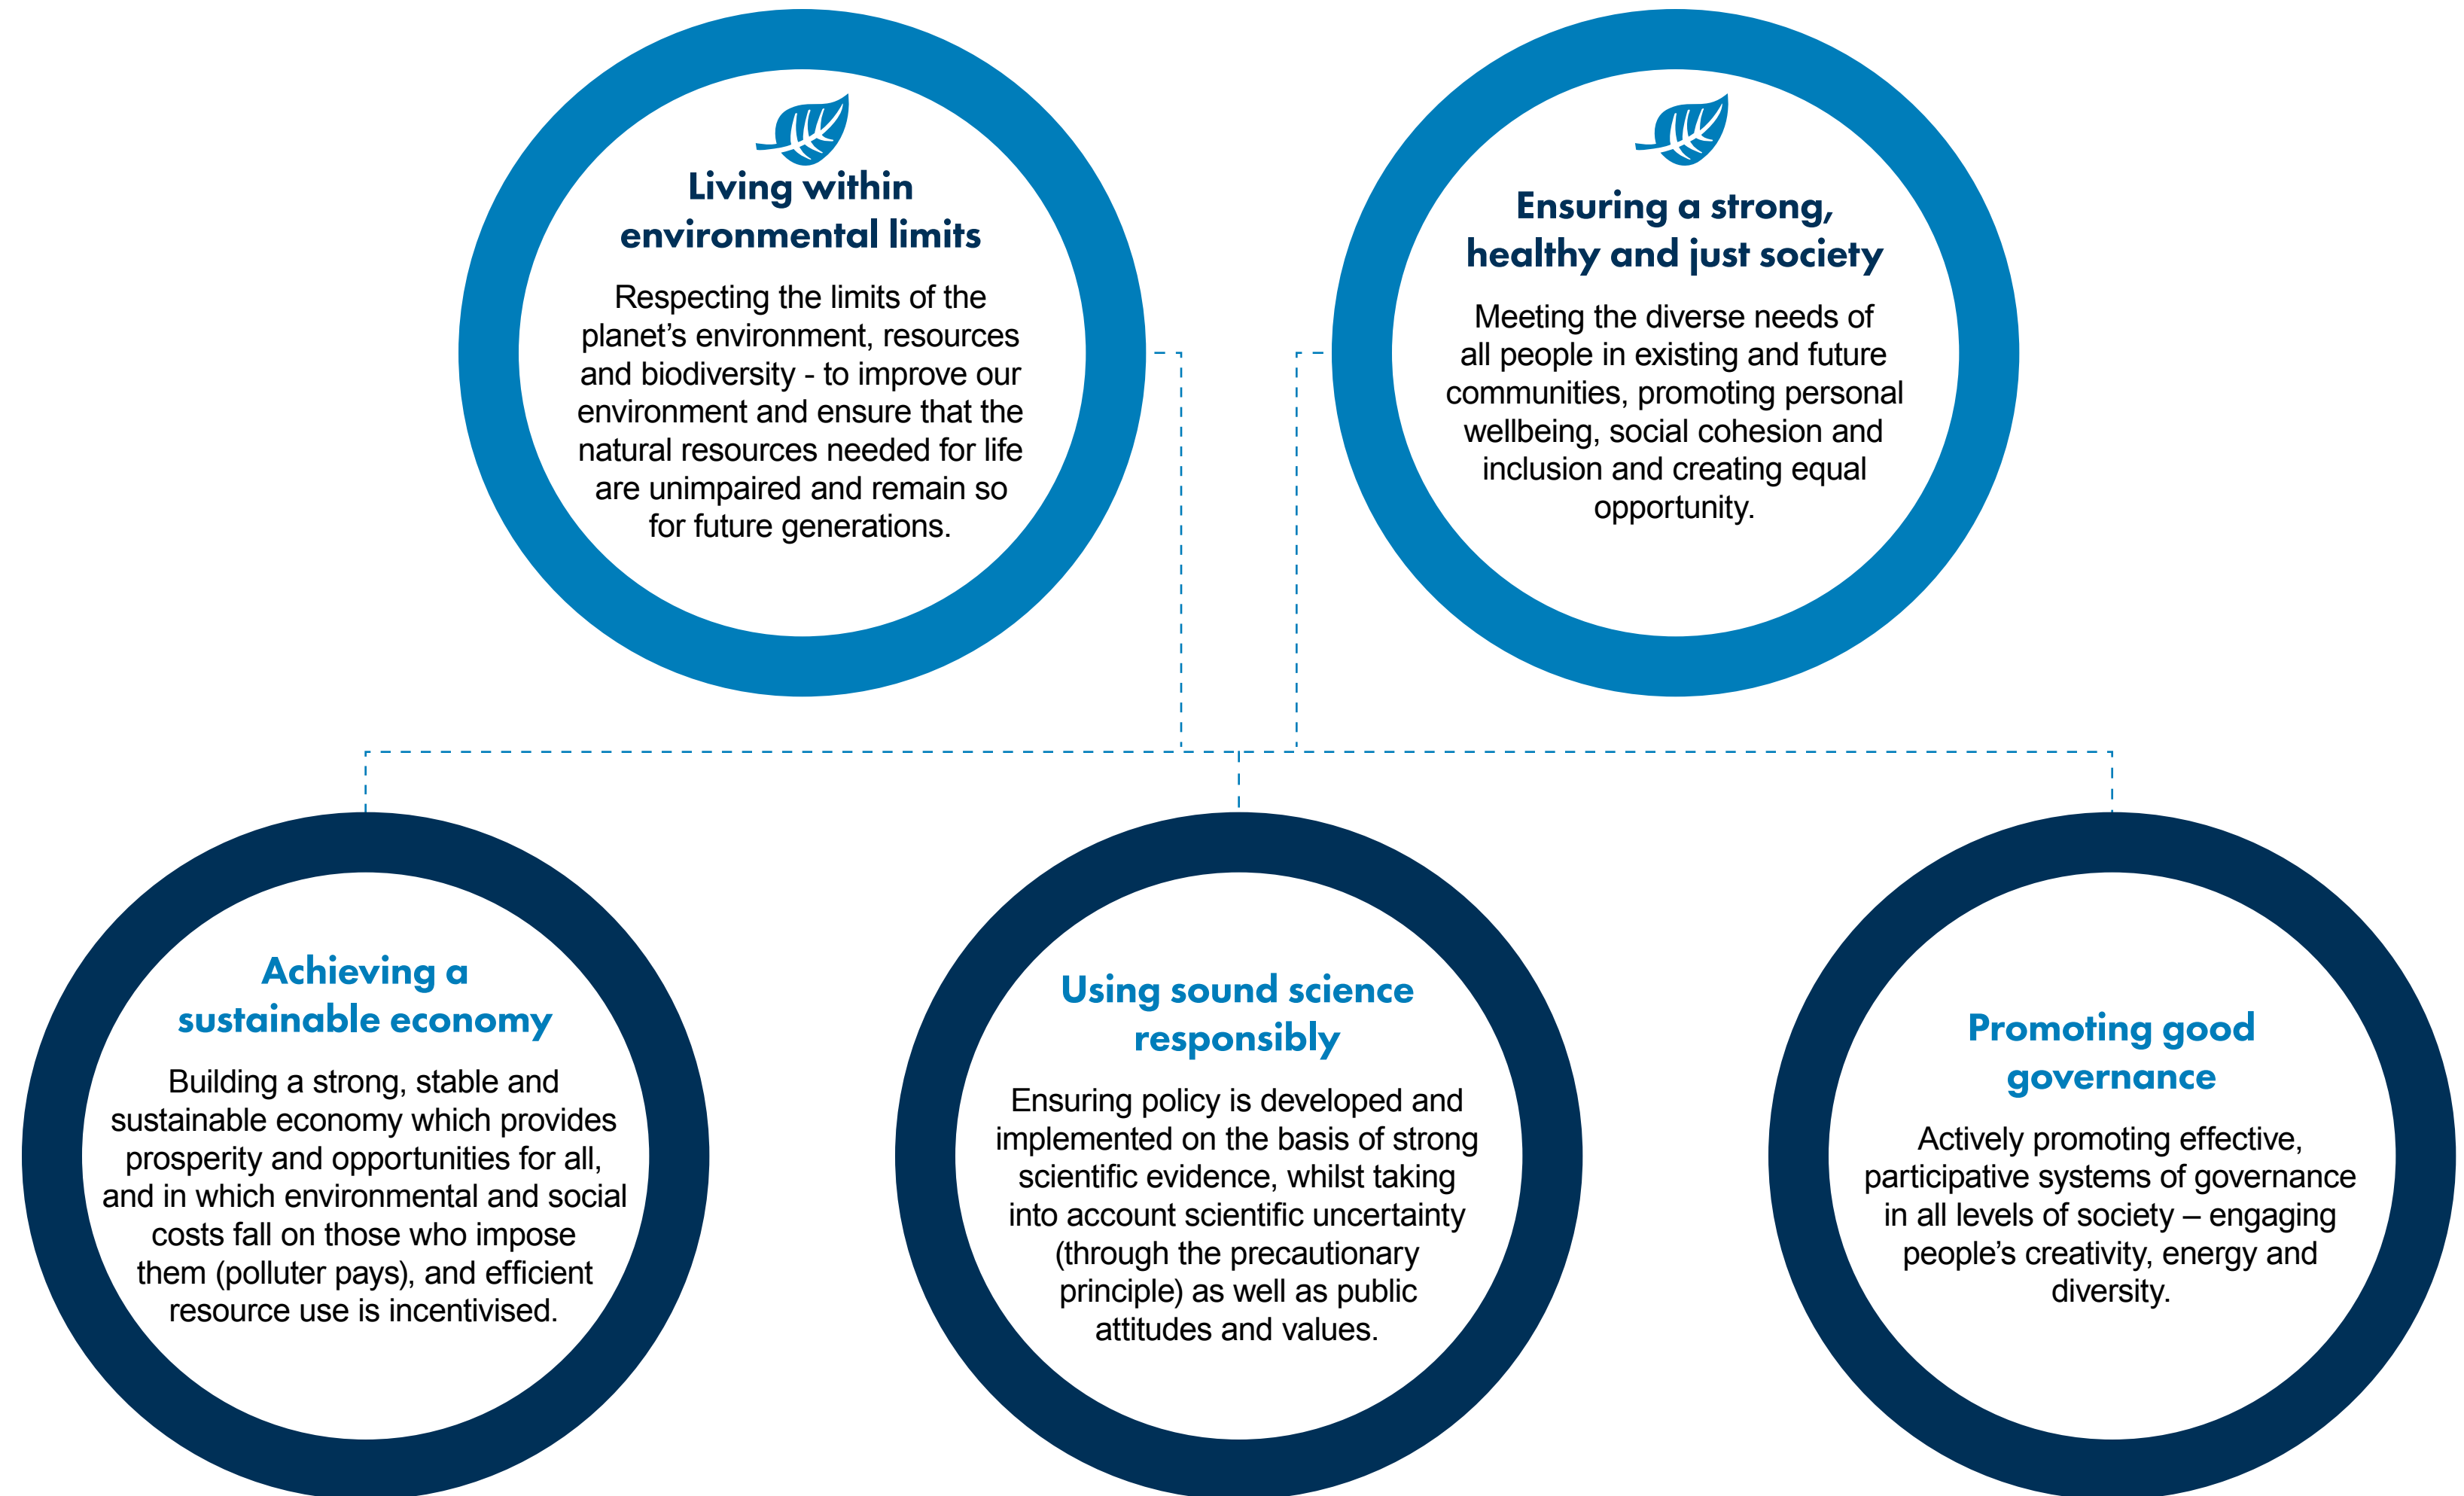 Living within
environmental limits
Respecting the limits of the
planet’s environment, resources
and biodiversity - to improve our
environment and ensure that the
natural resources needed for life
are unimpaired and remain so
for future generations.
Ensuring a strong,
healthy and just society
Meeting the diverse needs of
all people in existing and future
communities, promoting personal
wellbeing, social cohesion and
inclusion and creating equal
opportunity.
Achieving a
sustainable economy
Building a strong, stable and
sustainable economy which provides
prosperity and opportunities for all,
and in which environmental and social
costs fall on those who impose
them (polluter pays), and efficient
resource use is incentivised.
Using sound science
responsibly
Ensuring policy is developed and
implemented on the basis of strong
scientific evidence, whilst taking
into account scientific uncertainty
(through the precautionary
principle) as well as public
attitudes and values.
Promoting good
governance
Actively promoting effective,
participative systems of governance
in all levels of society – engaging
people’s creativity, energy and
diversity.